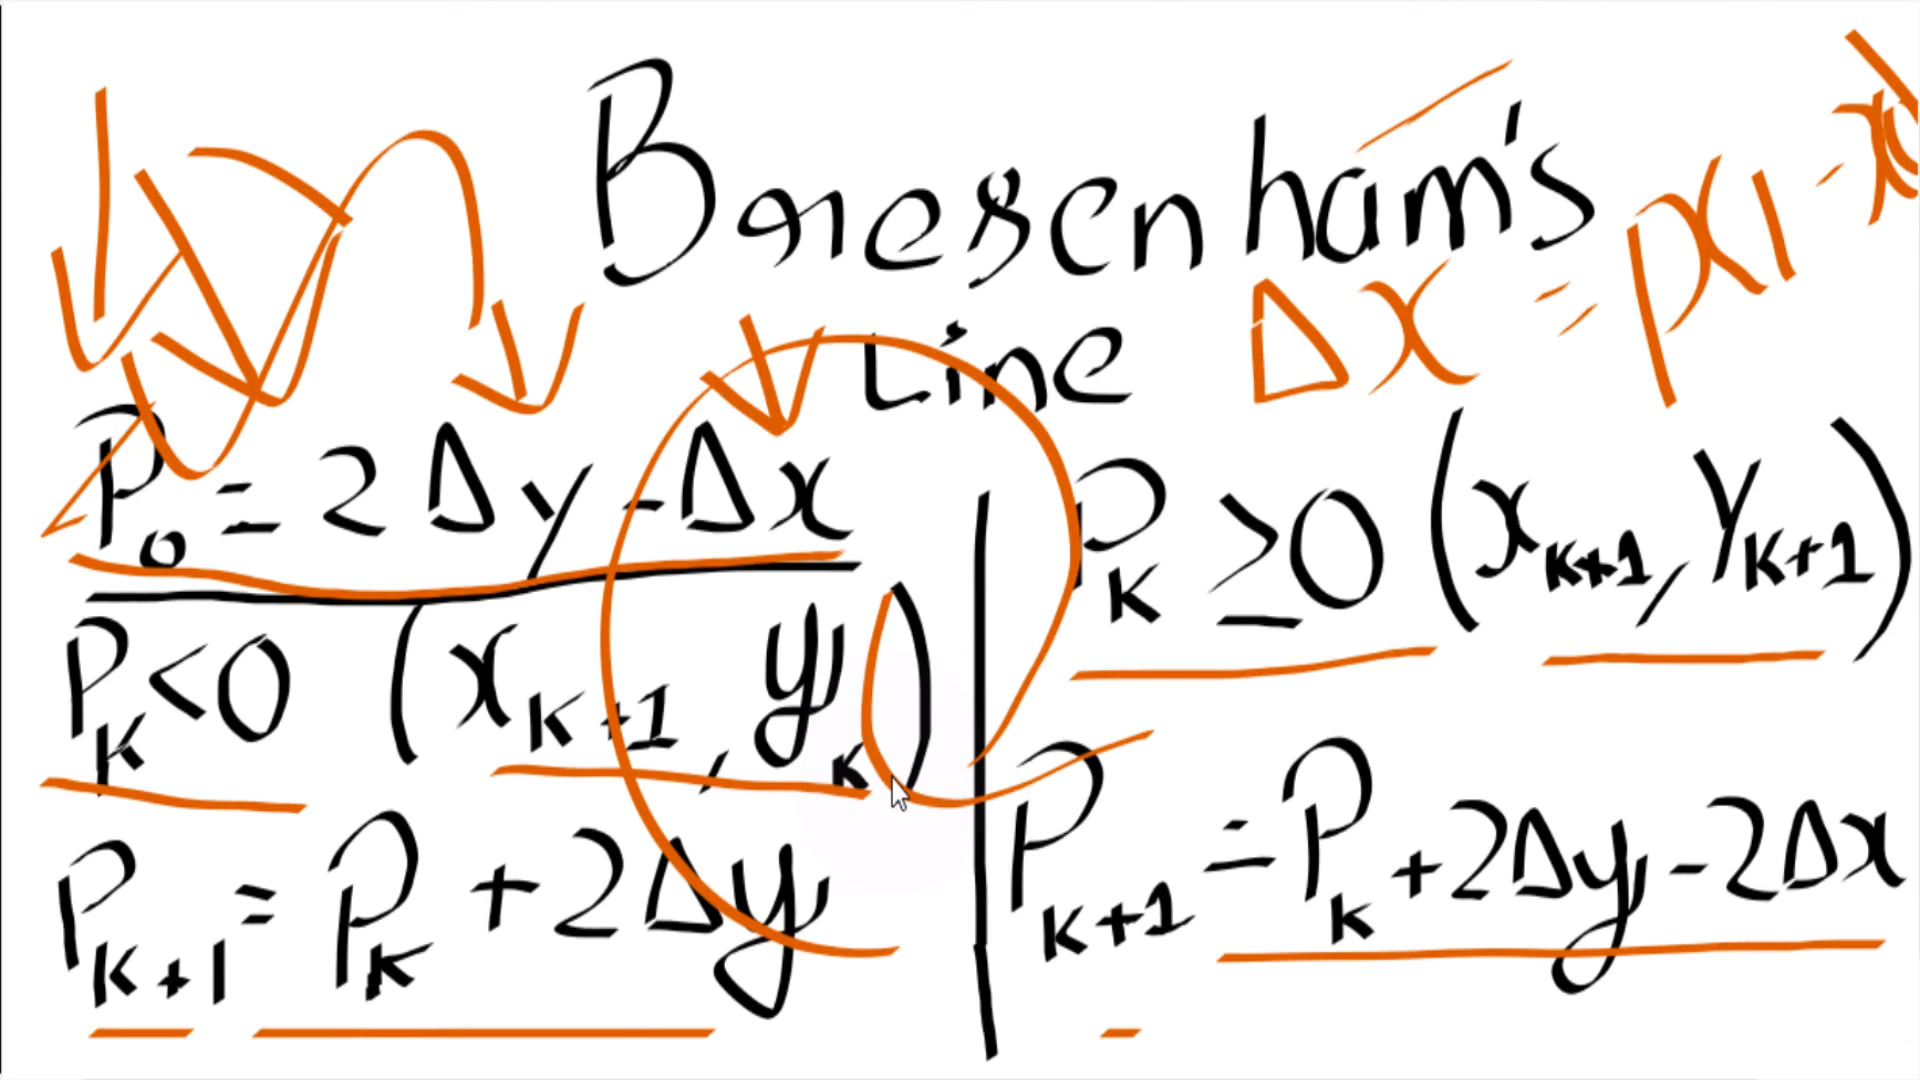 Bresenham's
Line
Δx = |x1 - x
P₀ = 2Δy - Δx
Pₖ < 0 (xₖ₊₁, yₖ)
Pₖ₊₁ = Pₖ + 2Δy
Pₖ ≥ 0 (xₖ₊₁, Yₖ₊₁)
Pₖ₊₁ = Pₖ + 2Δy - 2Δx